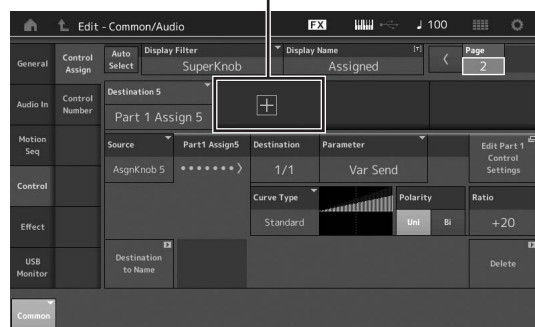 Edit - Common/Audio
FX
100
General
Control Assign
Auto Select
Display Filter
SuperKnob
Display Name
[T]
Assigned
Page
2
Audio In
Control Number
Destination 5
Part 1 Assign 5
Motion Seq
Source
AsgnKnob 5
Part1 Assign5
Destination
1/1
Parameter
Var Send
Edit Part 1 Control Settings
Control
Curve Type
Standard
Polarity
Uni
Bi
Ratio
+20
Effect
USB Monitor
Destination to Name
Delete
Common